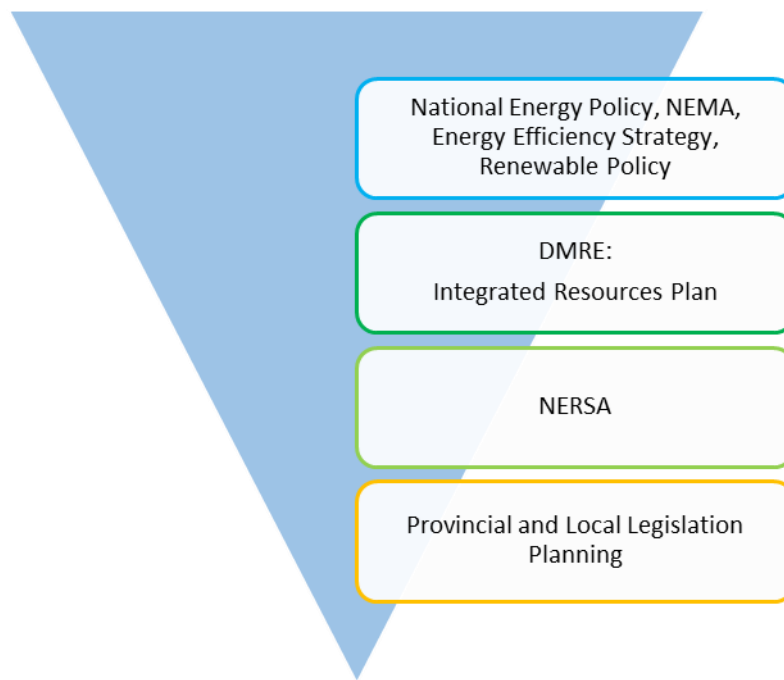 National Energy Policy, NEMA,
Energy Efficiency Strategy,
Renewable Policy
DMRE:
Integrated Resources Plan
NERSA
Provincial and Local Legislation
Planning